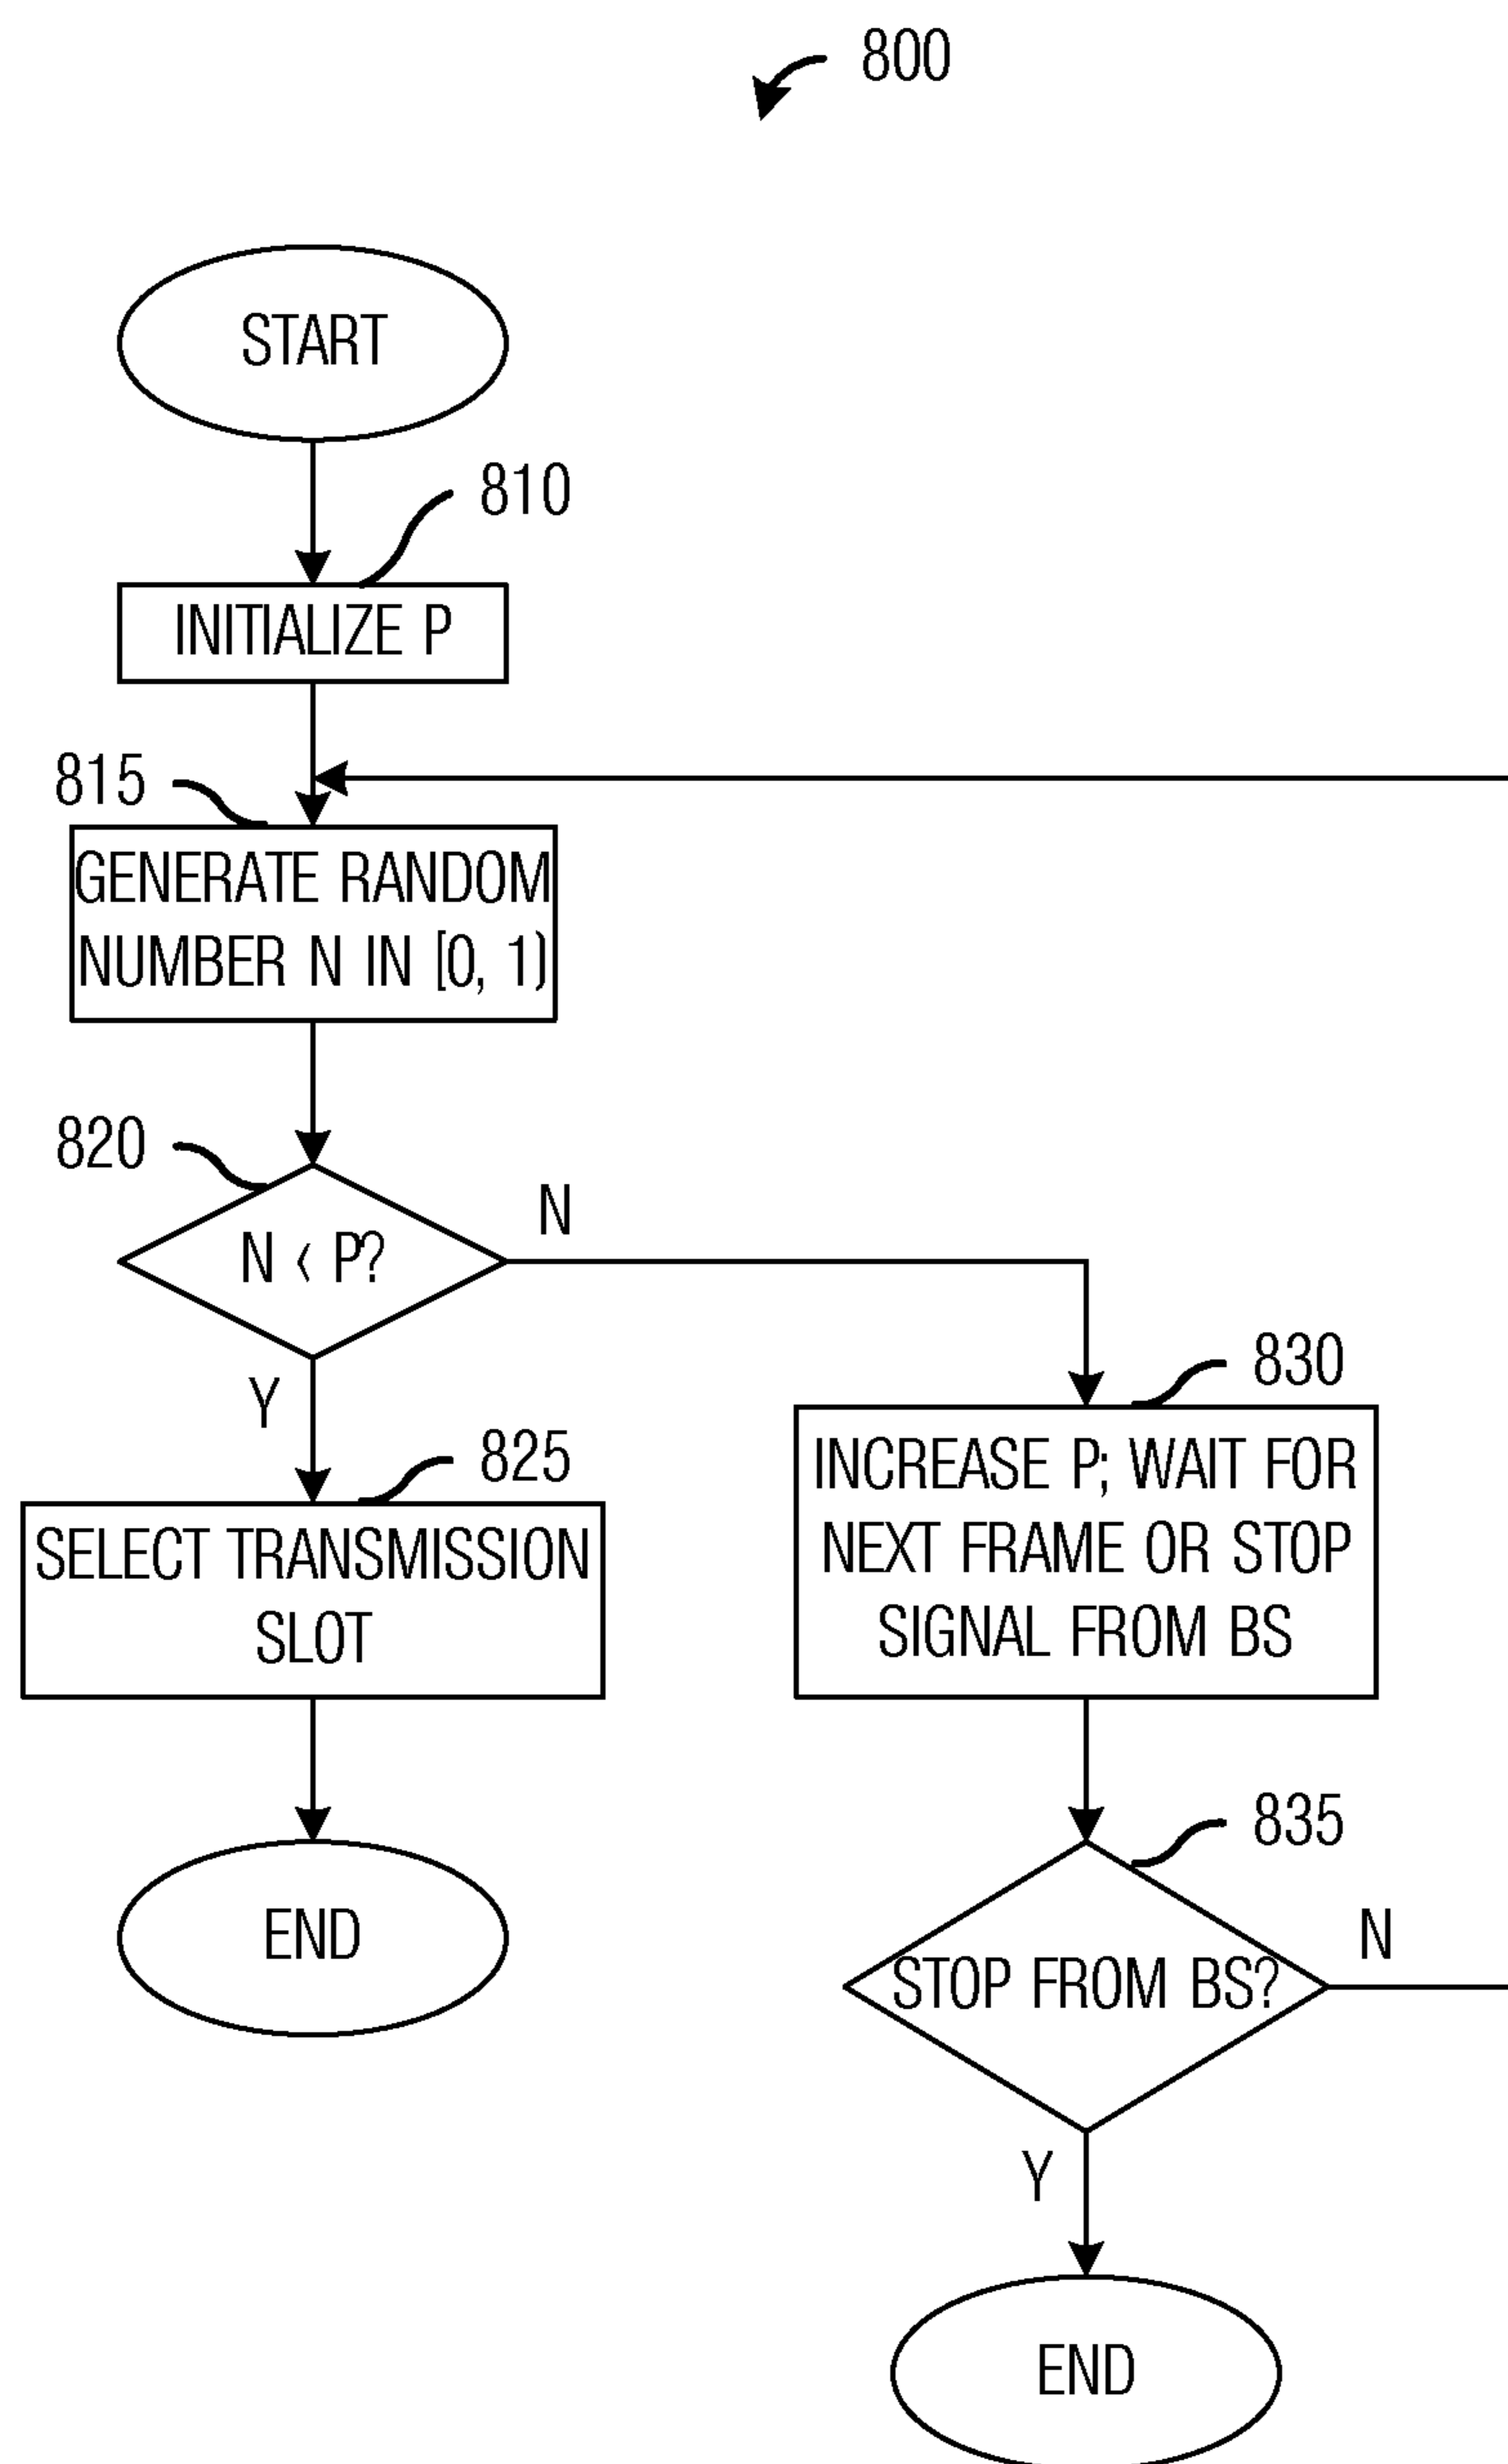 800
START
810
INITIALIZE P
815
GENERATE RANDOM
NUMBER N IN [0, 1)
820
N < P?
N
Y
825
SELECT TRANSMISSION
SLOT
END
830
INCREASE P; WAIT FOR
NEXT FRAME OR STOP
SIGNAL FROM BS
835
STOP FROM BS?
N
Y
END